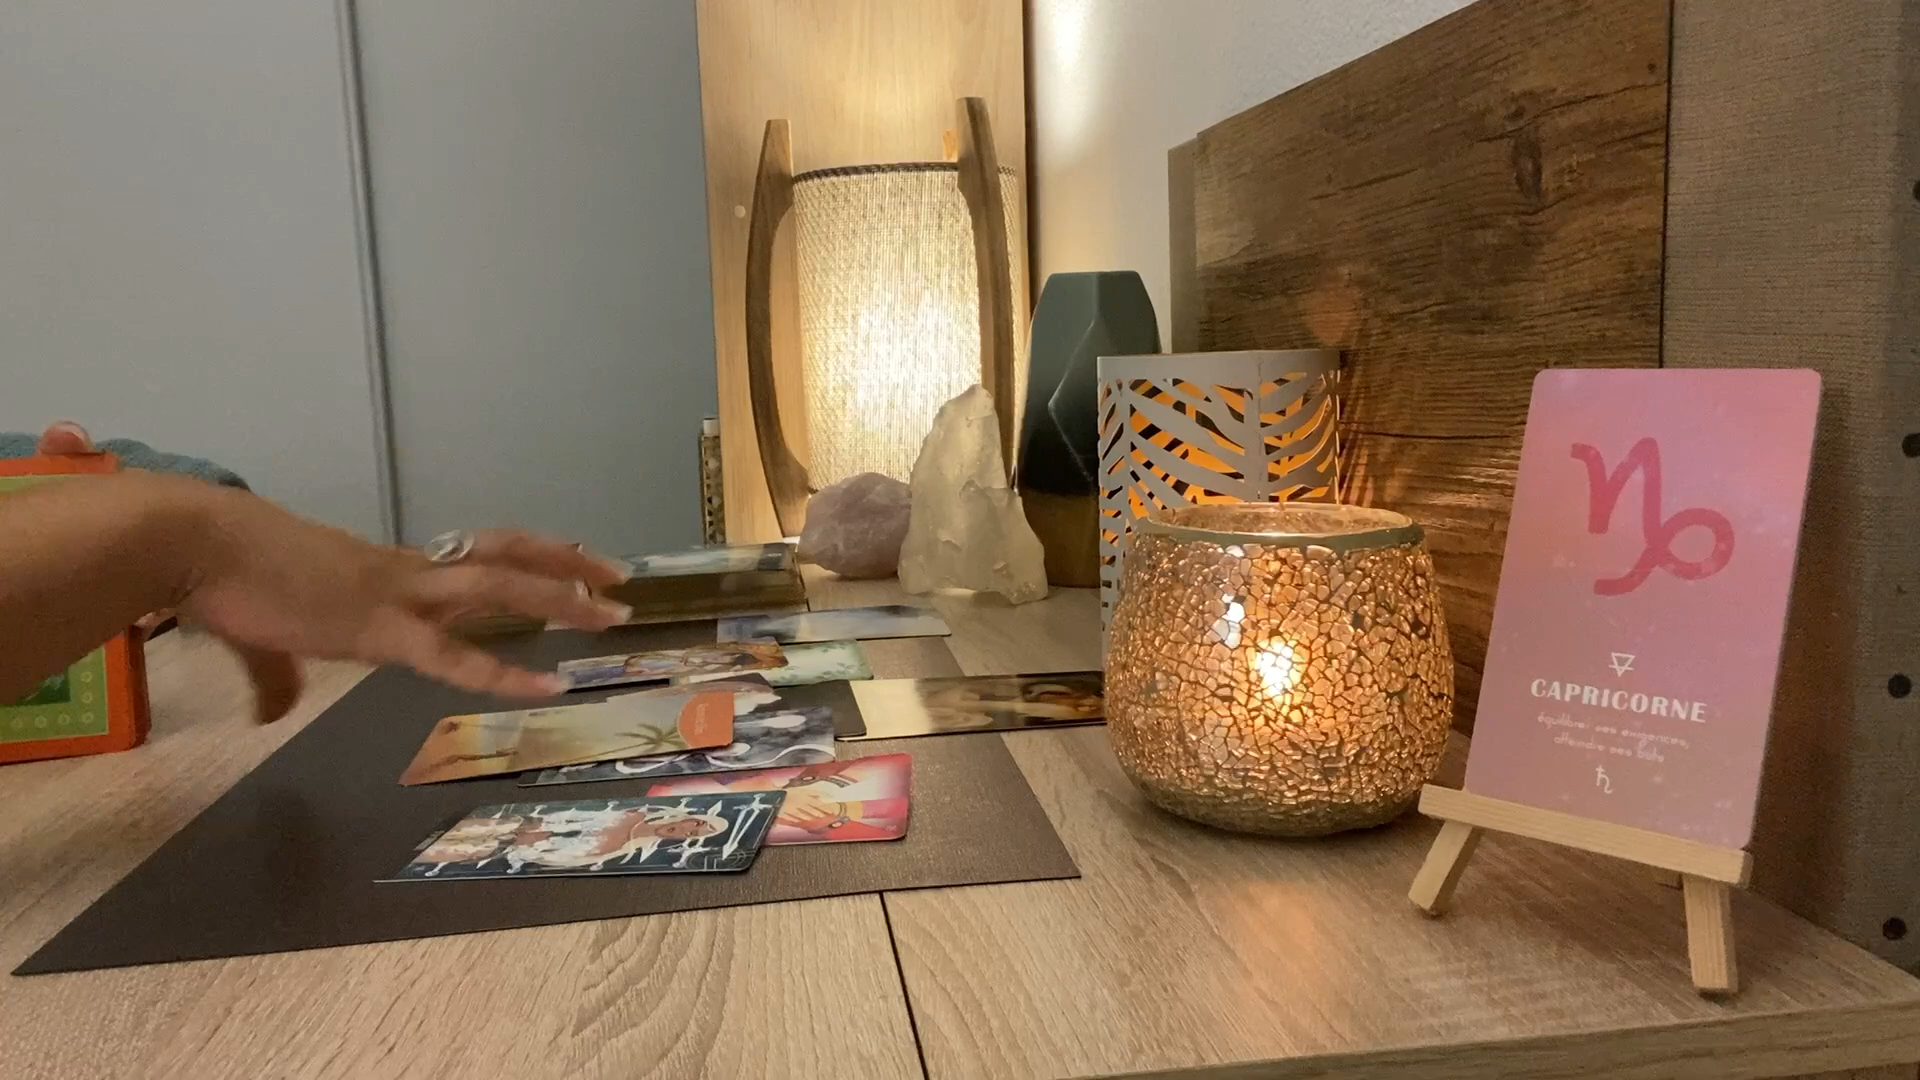 CAPRICORNE
équilibrer ses exigences,
atteindre ses buts